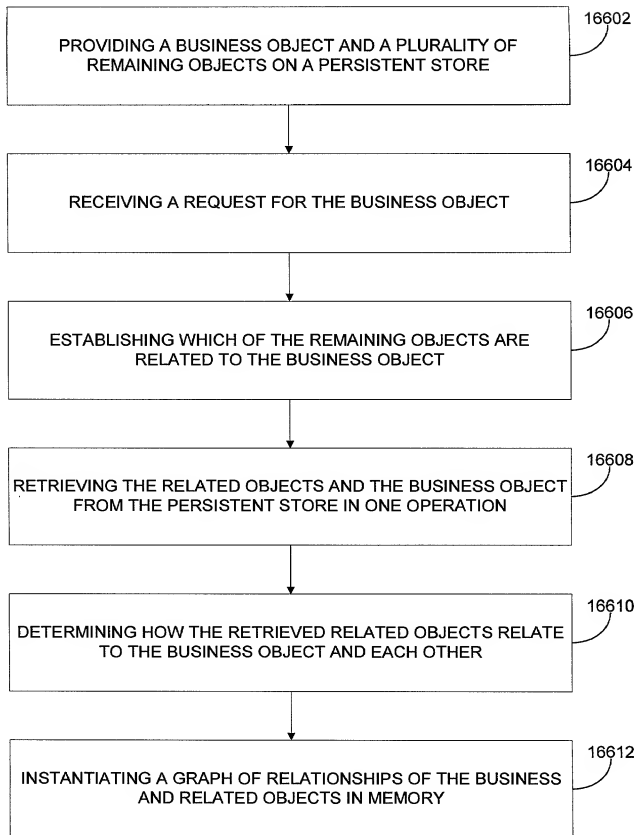 16602
PROVIDING A BUSINESS OBJECT AND A PLURALITY OF
REMAINING OBJECTS ON A PERSISTENT STORE
16604
RECEIVING A REQUEST FOR THE BUSINESS OBJECT
16606
ESTABLISHING WHICH OF THE REMAINING OBJECTS ARE
RELATED TO THE BUSINESS OBJECT
16608
RETRIEVING THE RELATED OBJECTS AND THE BUSINESS OBJECT
FROM THE PERSISTENT STORE IN ONE OPERATION
16610
DETERMINING HOW THE RETRIEVED RELATED OBJECTS RELATE
TO THE BUSINESS OBJECT AND EACH OTHER
16612
INSTANTIATING A GRAPH OF RELATIONSHIPS OF THE BUSINESS
AND RELATED OBJECTS IN MEMORY